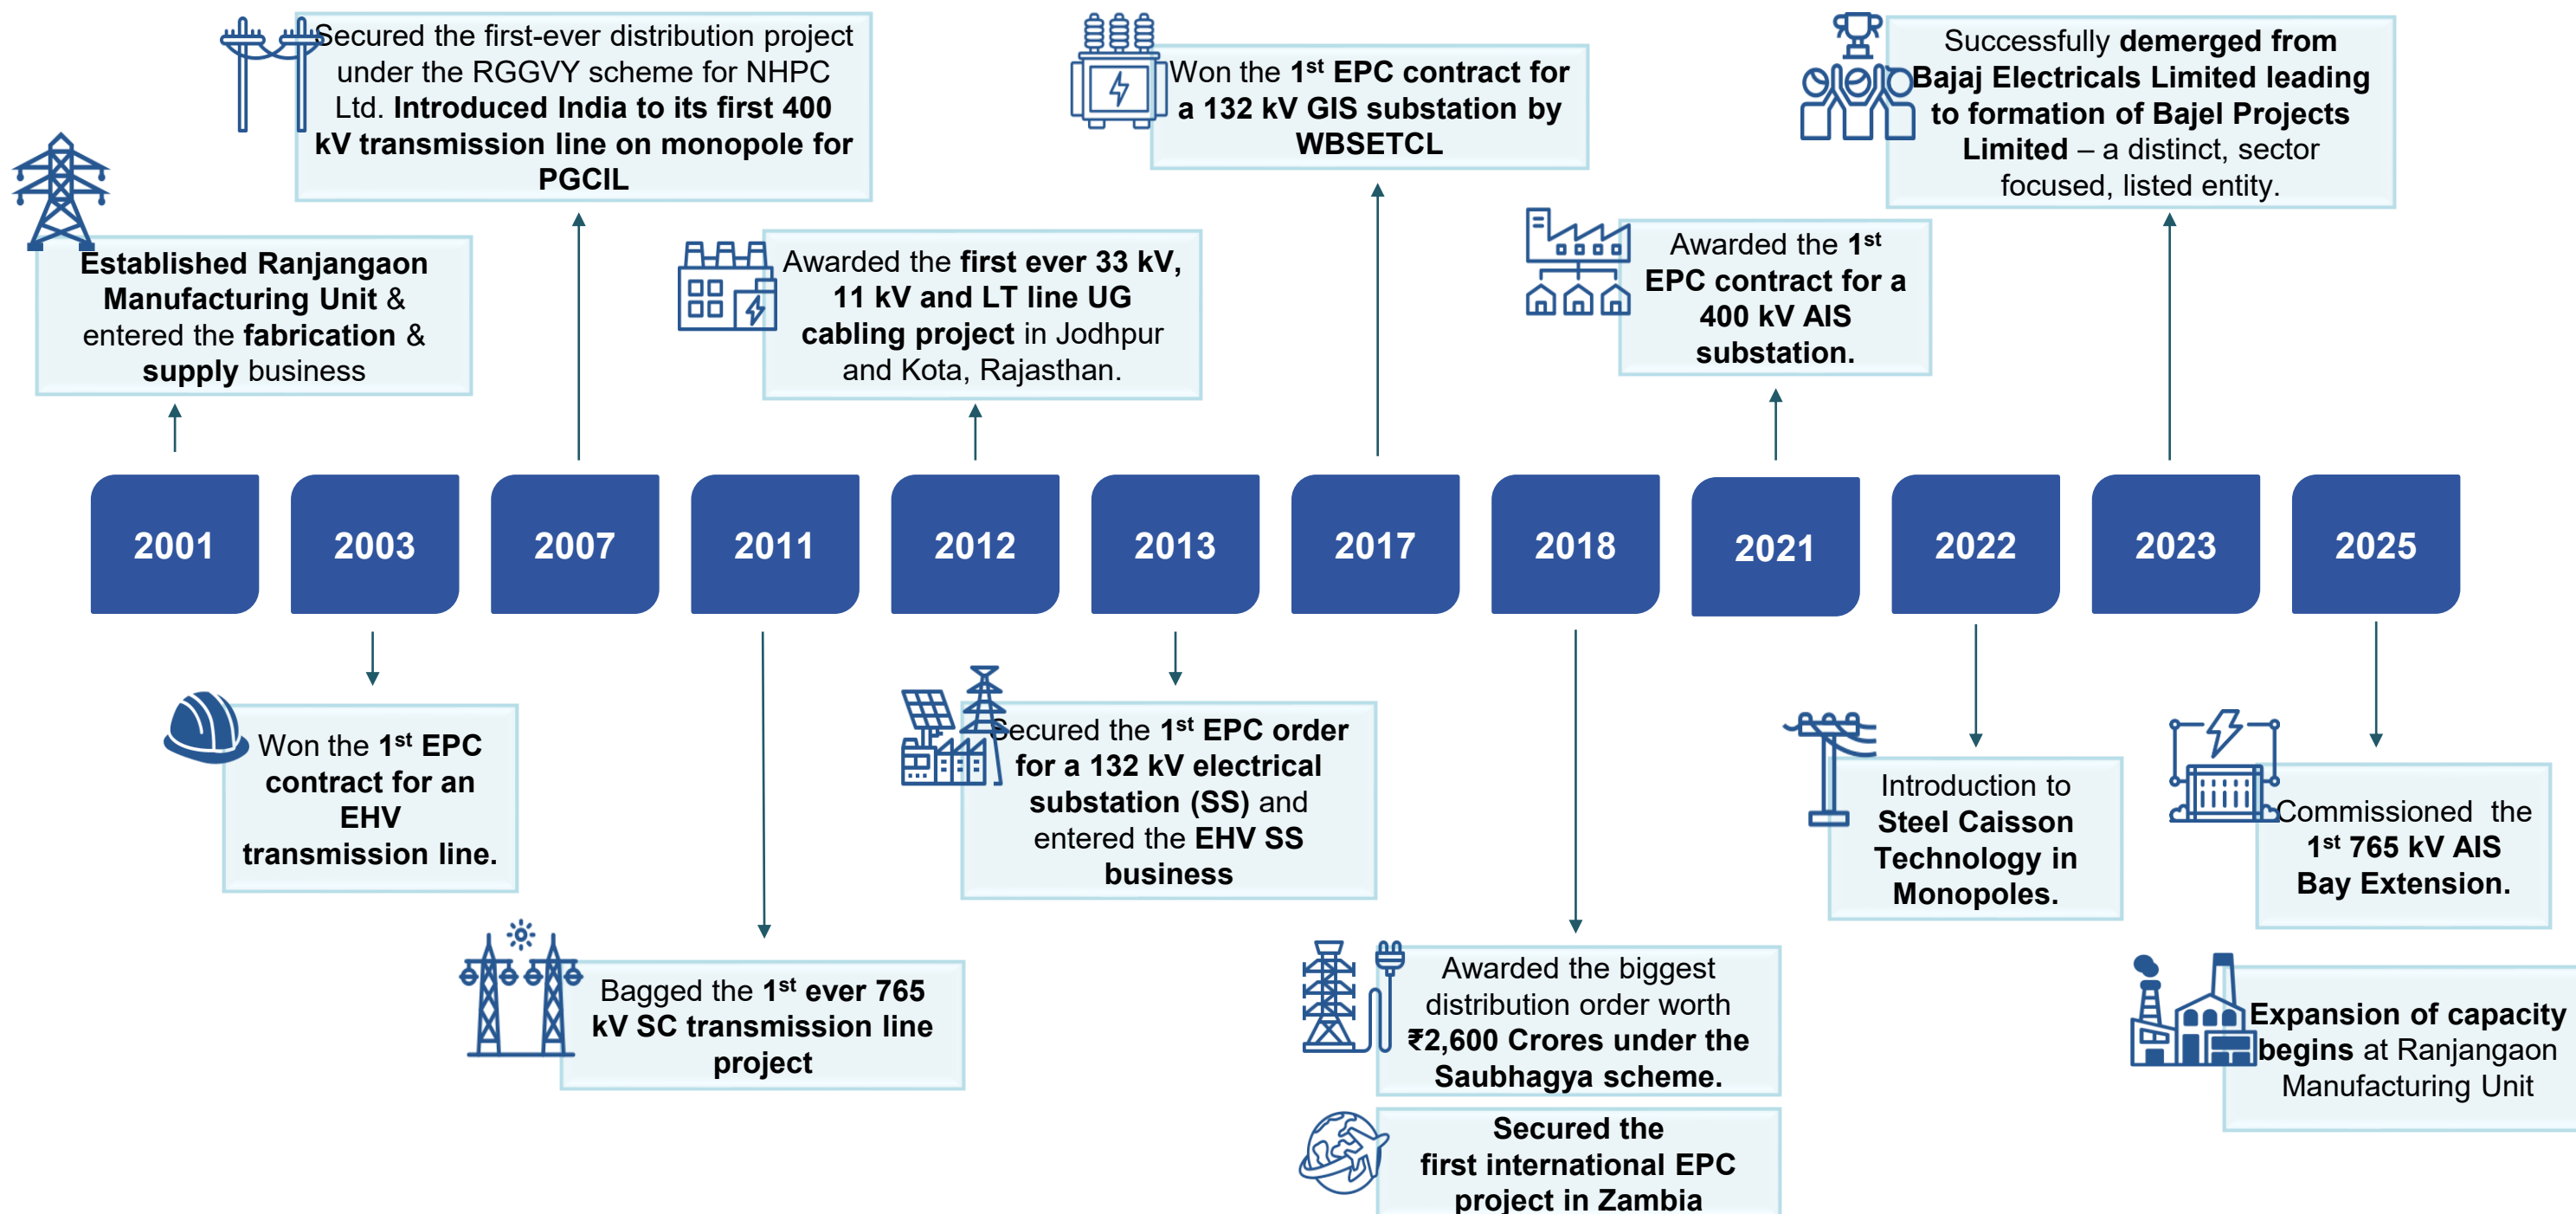 Secured the first-ever distribution project
under the RGGVY scheme for NHPC
Ltd. Introduced India to its first 400
kV transmission line on monopole for
PGCIL
Won the 1st EPC contract for
a 132 kV GIS substation by
WBSETCL
Successfully demerged from
Bajaj Electricals Limited leading
to formation of Bajel Projects
Limited – a distinct, sector
focused, listed entity.
Established Ranjangaon
Manufacturing Unit &
entered the fabrication &
supply business
Awarded the first ever 33 kV,
11 kV and LT line UG
cabling project in Jodhpur
and Kota, Rajasthan.
Awarded the 1st
EPC contract for a
400 kV AIS
substation.
2001
2003
2007
2011
2012
2013
2017
2018
2021
2022
2023
2025
Won the 1st EPC
contract for an
EHV
transmission line.
Secured the 1st EPC order
for a 132 kV electrical
substation (SS) and
entered the EHV SS
business
Introduction to
Steel Caisson
Technology in
Monopoles.
Commissioned the
1st 765 kV AIS
Bay Extension.
Bagged the 1st ever 765
kV SC transmission line
project
Awarded the biggest
distribution order worth
₹2,600 Crores under the
Saubhagya scheme.
Expansion of capacity
begins at Ranjangaon
Manufacturing Unit
Secured the
first international EPC
project in Zambia